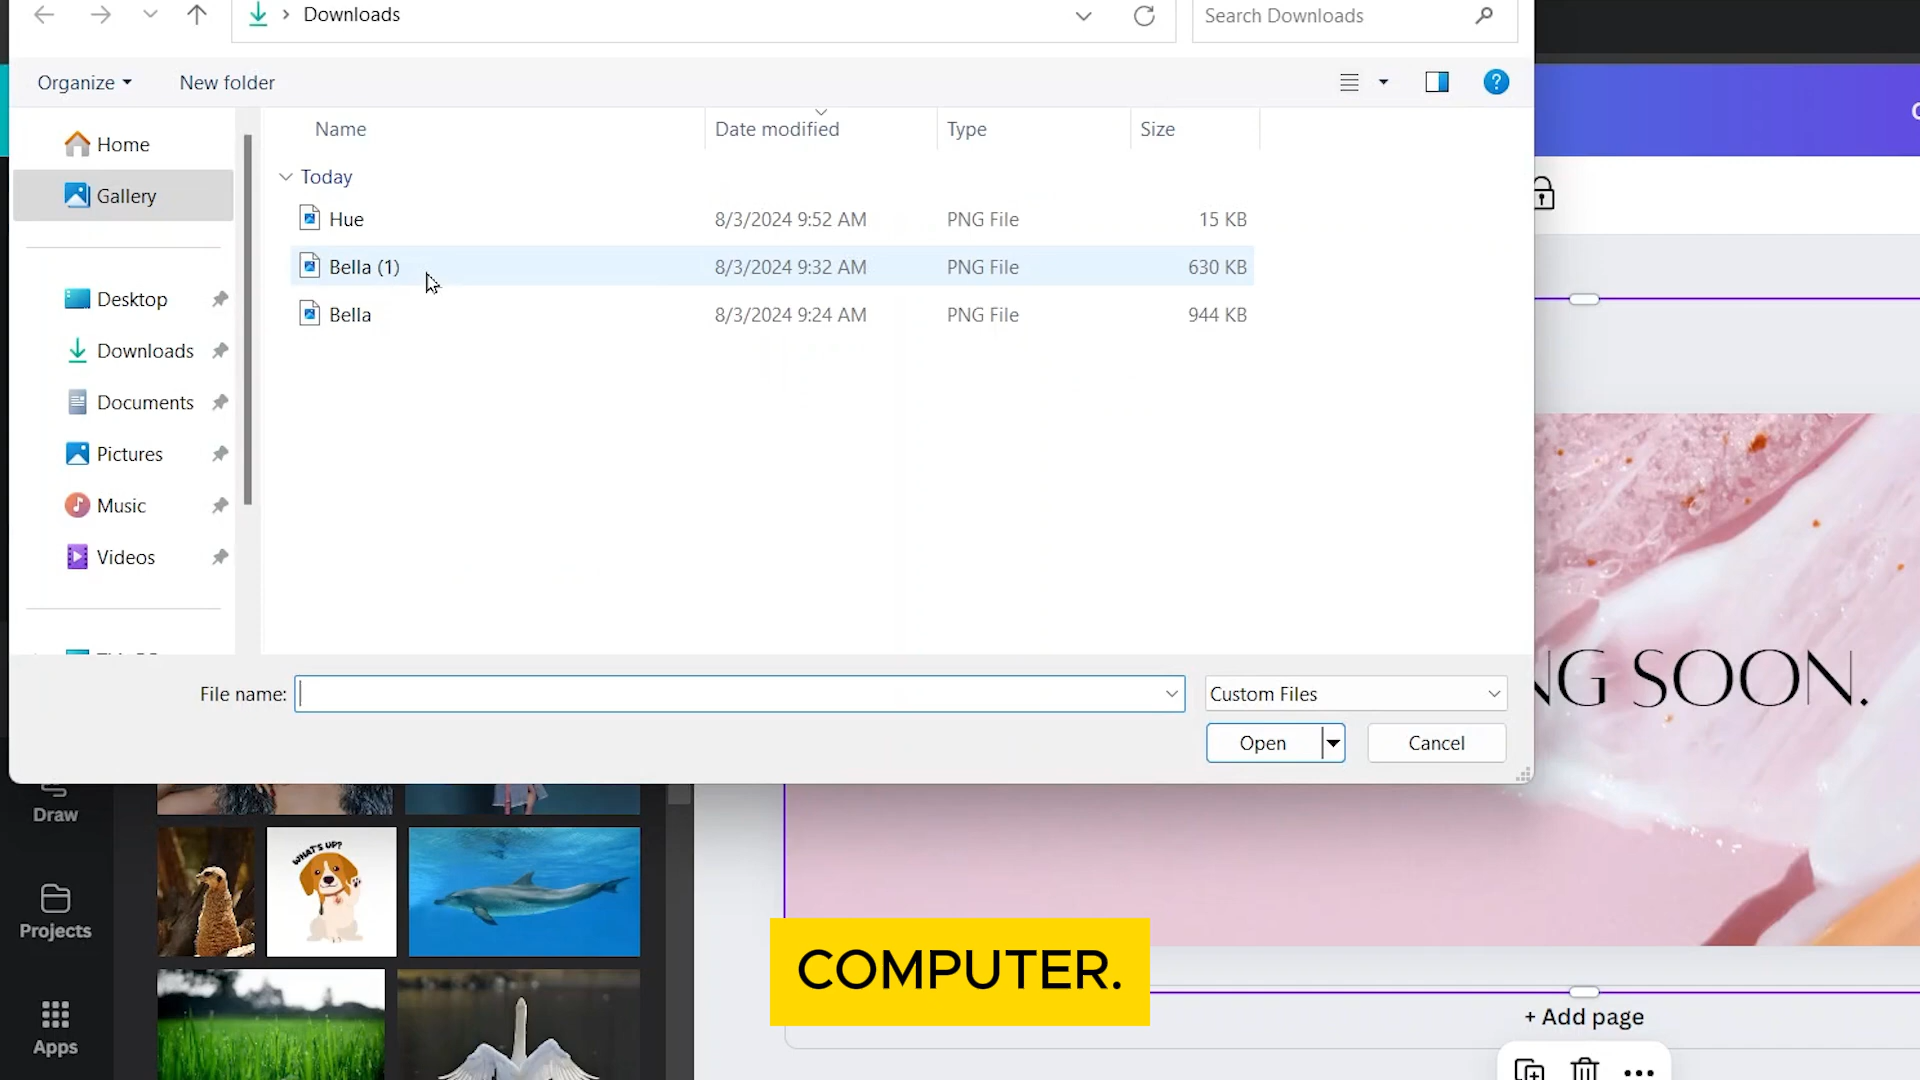 Downloads
Search Downloads
Organize
New folder
Name
Date modified
Type
Size
Home
Gallery
Desktop
Downloads
Documents
Pictures
Music
Videos
Today
Hue 8/3/2024 9:52 AM PNG File 15 KB
Bella (1) 8/3/2024 9:32 AM PNG File 630 KB
Bella 8/3/2024 9:24 AM PNG File 944 KB
File name:
Custom Files
Open
Cancel
NG SOON.
Draw
Projects
Apps
WHAT'S UP?
COMPUTER.
+ Add page